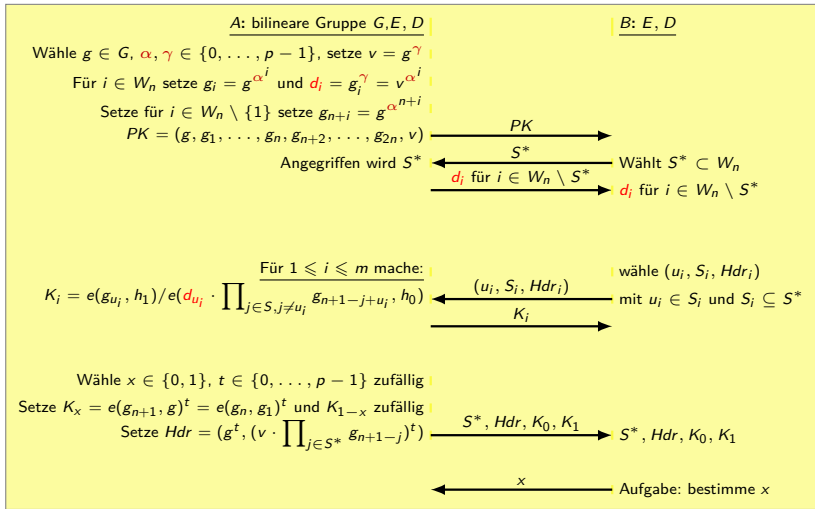 A: bilineare Gruppe G,E, D
B: E, D
Wähle g ∈ G, α, γ ∈ {0, . . . , p − 1}, setze v = g^γ
Für i ∈ W_n setze g_i = g^{α^i} und d_i = g_i^γ = v^{α^i}
Setze für i ∈ W_n \ {1} setze g_{n+i} = g^{α^{n+i}}
PK = (g, g_1, . . . , g_n, g_{n+2}, . . . , g_{2n}, v)
PK
Angegriffen wird S*
S*
Wählt S* ⊂ W_n
d_i für i ∈ W_n \ S*
d_i für i ∈ W_n \ S*
Für 1 ⩽ i ⩽ m mache:
wähle (u_i, S_i, Hdr_i)
K_i = e(g_{u_i}, h_1)/e(d_{u_i} · ∏_{j∈S,j≠u_i} g_{n+1−j+u_i}, h_0)
(u_i, S_i, Hdr_i)
mit u_i ∈ S_i und S_i ⊆ S*
K_i
Wähle x ∈ {0, 1}, t ∈ {0, . . . , p − 1} zufällig
Setze K_x = e(g_{n+1}, g)^t = e(g_n, g_1)^t und K_{1−x} zufällig
Setze Hdr = (g^t, (v · ∏_{j∈S*} g_{n+1−j})^t)
S*, Hdr, K_0, K_1
S*, Hdr, K_0, K_1
x
Aufgabe: bestimme x